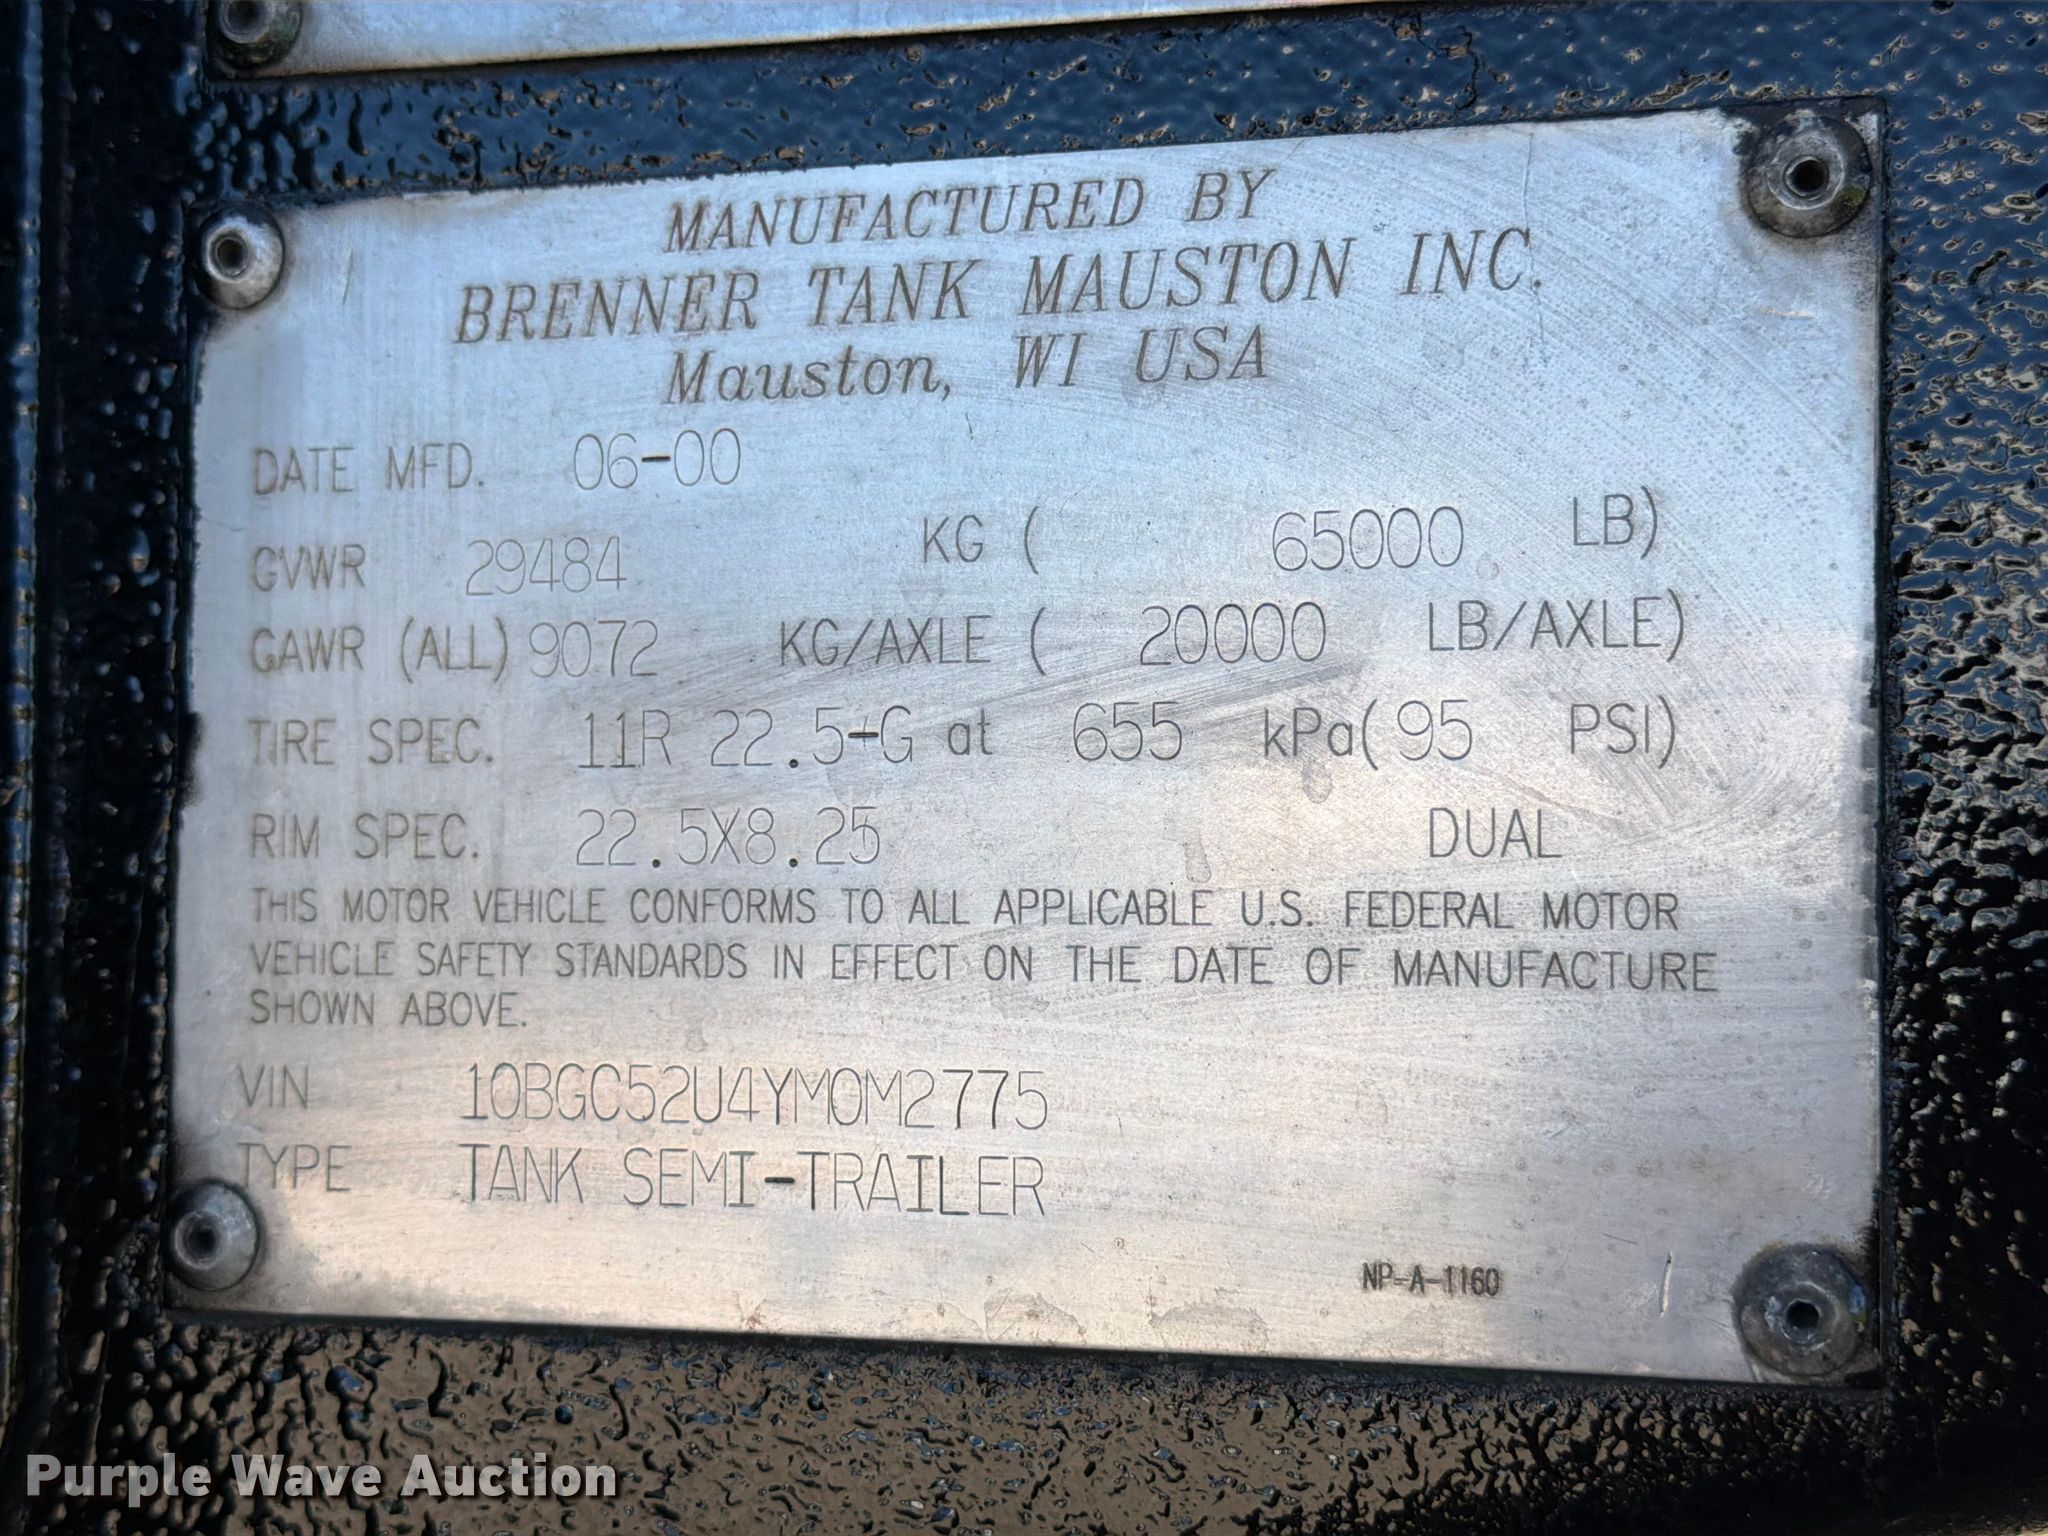 MANUFACTURED BY
BRENNER TANK MAUSTON INC.
Mauston, WI USA
DATE MFD. 06-00
GVWR 29484 KG ( 65000 LB)
GAWR (ALL) 9072 KG/AXLE ( 20000 LB/AXLE)
TIRE SPEC. 11R 22.5-G at 655 kPa( 95 PSI)
RIM SPEC. 22.5X8.25 DUAL
THIS MOTOR VEHICLE CONFORMS TO ALL APPLICABLE U.S. FEDERAL MOTOR
VEHICLE SAFETY STANDARDS IN EFFECT ON THE DATE OF MANUFACTURE
SHOWN ABOVE.
VIN 10BGC52U4YM0M2775
TYPE TANK SEMI-TRAILER
NP-A-1160
Purple Wave Auction